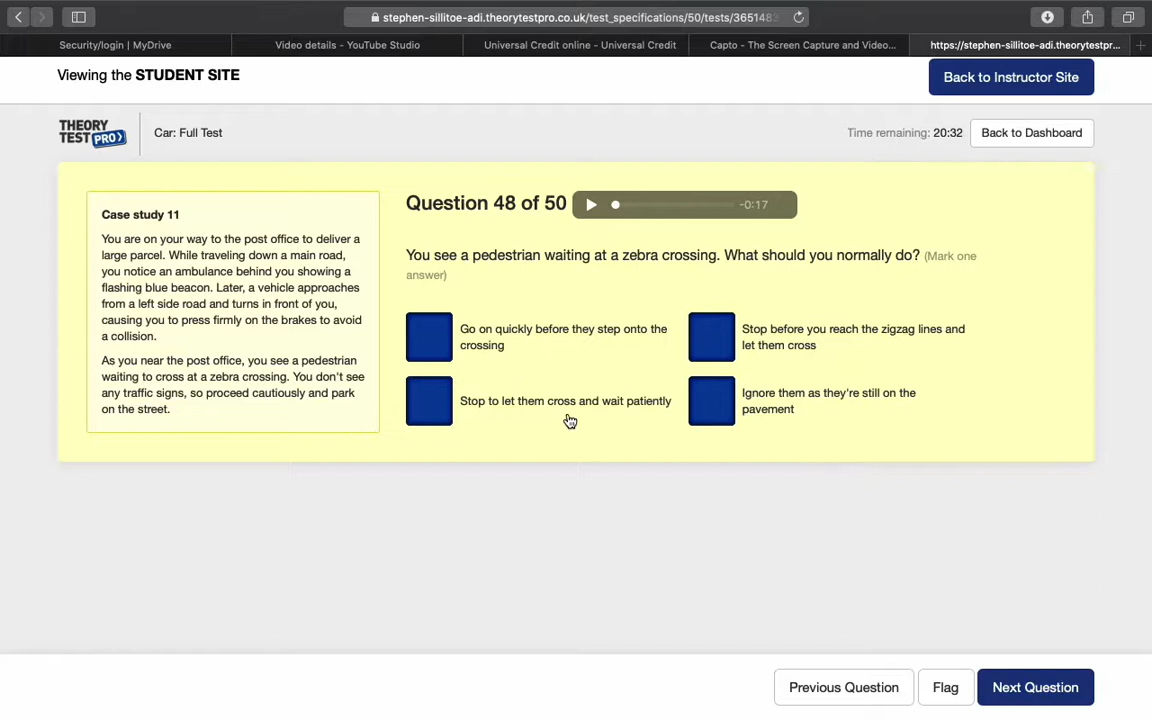 stephen-sillitoe-adi.theorytestpro.co.uk/test_specifications/50/tests/3651483
Security/login | MyDrive
Video details - YouTube Studio
Universal Credit online - Universal Credit
Capto - The Screen Capture and Video...
https://stephen-sillitoe-adi.theorytestpr...
Viewing the STUDENT SITE
Back to Instructor Site
THEORY
TEST PRO
Car: Full Test
Time remaining: 20:32
Back to Dashboard
Case study 11
You are on your way to the post office to deliver a
large parcel. While traveling down a main road,
you notice an ambulance behind you showing a
flashing blue beacon. Later, a vehicle approaches
from a left side road and turns in front of you,
causing you to press firmly on the brakes to avoid
a collision.
As you near the post office, you see a pedestrian
waiting to cross at a zebra crossing. You don't see
any traffic signs, so proceed cautiously and park
on the street.
Question 48 of 50
-0:17
You see a pedestrian waiting at a zebra crossing. What should you normally do? (Mark one
answer)
Go on quickly before they step onto the
crossing
Stop before you reach the zigzag lines and
let them cross
Stop to let them cross and wait patiently
Ignore them as they're still on the
pavement
Previous Question
Flag
Next Question